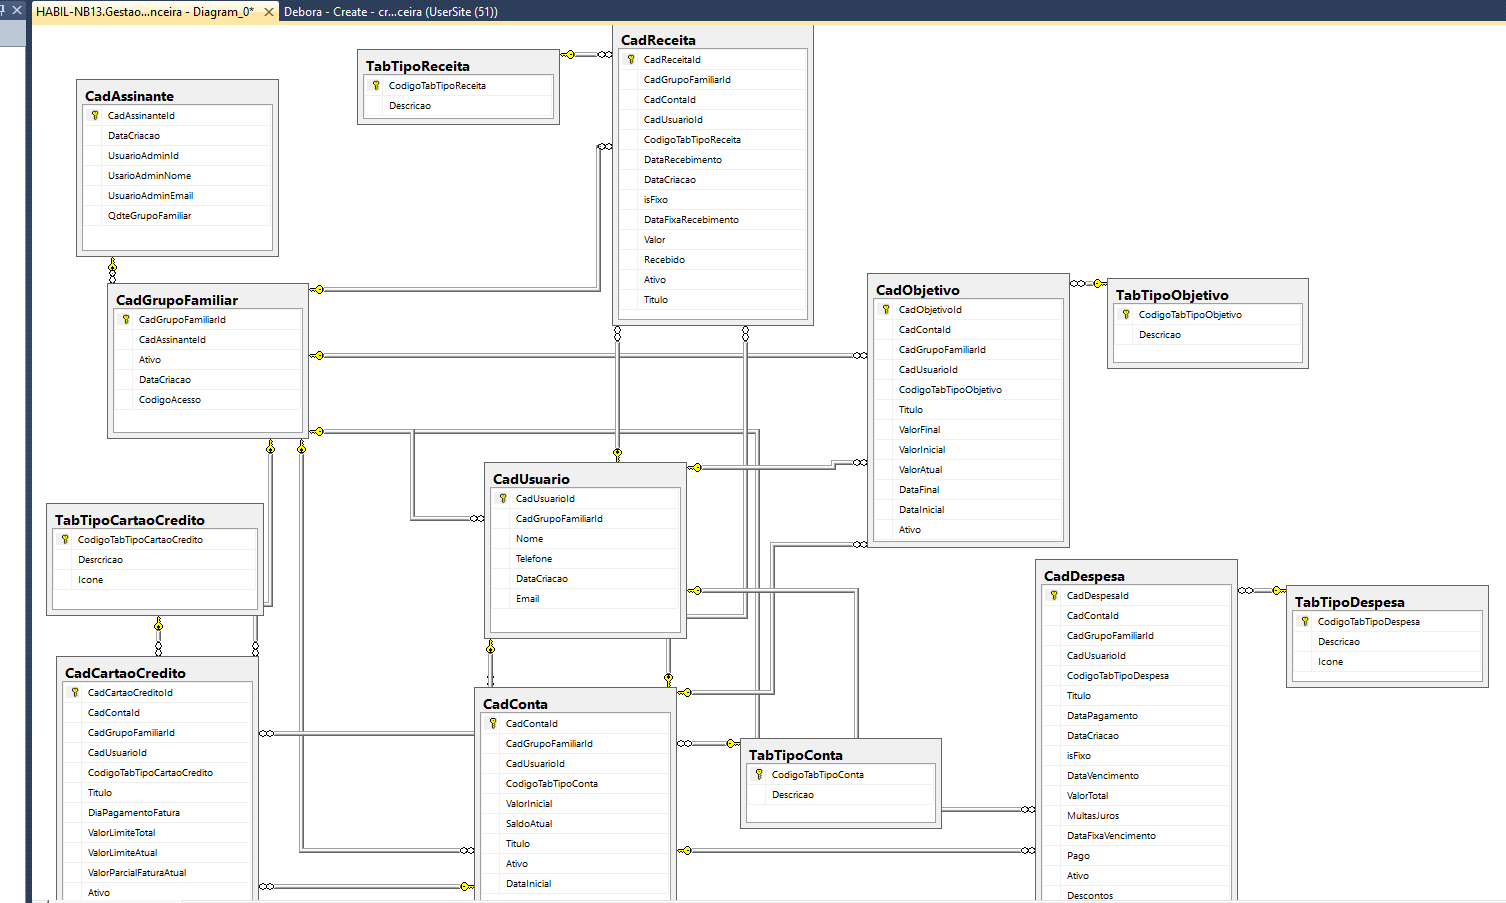 HABIL-NB13.Gestao...nceira - Diagram_0*
Debora - Create - cr...ceira (UserSite (51))
CadReceita
CadReceitaId
CadGrupoFamiliarId
CadContaId
CadUsuarioId
CodigoTabTipoReceita
DataRecebimento
DataCriacao
isFixo
DataFixaRecebimento
Valor
Recebido
Ativo
Titulo
TabTipoReceita
CodigoTabTipoReceita
Descricao
CadAssinante
CadAssinanteId
DataCriacao
UsuarioAdminId
UsarioAdminNome
UsuarioAdminEmail
QdteGrupoFamiliar
CadGrupoFamiliar
CadGrupoFamiliarId
CadAssinanteId
Ativo
DataCriacao
CodigoAcesso
CadObjetivo
CadObjetivoId
CadContaId
CadGrupoFamiliarId
CadUsuarioId
CodigoTabTipoObjetivo
Titulo
ValorFinal
ValorInicial
ValorAtual
DataFinal
DataInicial
Ativo
TabTipoObjetivo
CodigoTabTipoObjetivo
Descricao
CadUsuario
CadUsuarioId
CadGrupoFamiliarId
Nome
Telefone
DataCriacao
Email
TabTipoCartaoCredito
CodigoTabTipoCartaoCredito
Desrcricao
Icone
CadDespesa
CadDespesaId
CadContaId
CadGrupoFamiliarId
CadUsuarioId
CodigoTabTipoDespesa
Titulo
DataPagamento
DataCriacao
isFixo
DataVencimento
ValorTotal
MultasJuros
DataFixaVencimento
Pago
Ativo
Descontos
TabTipoDespesa
CodigoTabTipoDespesa
Descricao
Icone
CadCartaoCredito
CadCartaoCreditoId
CadContaId
CadGrupoFamiliarId
CadUsuarioId
CodigoTabTipoCartaoCredito
Titulo
DiaPagamentoFatura
ValorLimiteTotal
ValorLimiteAtual
ValorParcialFaturaAtual
Ativo
CadConta
CadContaId
CadGrupoFamiliarId
CadUsuarioId
CodigoTabTipoConta
ValorInicial
SaldoAtual
Titulo
Ativo
DataInicial
TabTipoConta
CodigoTabTipoConta
Descricao